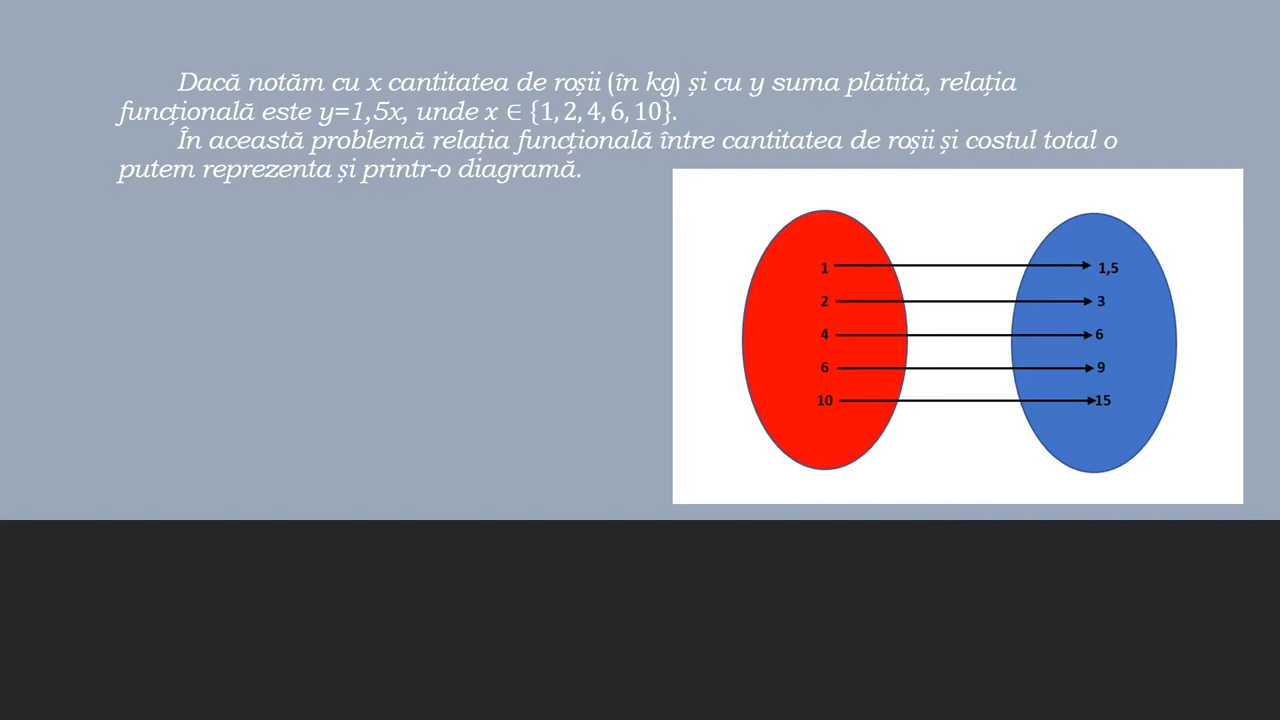 Dacă notăm cu x cantitatea de roșii (în kg) și cu y suma plătită, relația
funcțională este y=1,5x, unde x ∈ {1, 2, 4, 6, 10}.
În această problemă relația funcțională între cantitatea de roșii și costul total o
putem reprezenta și printr-o diagramă.
1 1,5
2 3
4 6
6 9
10 15